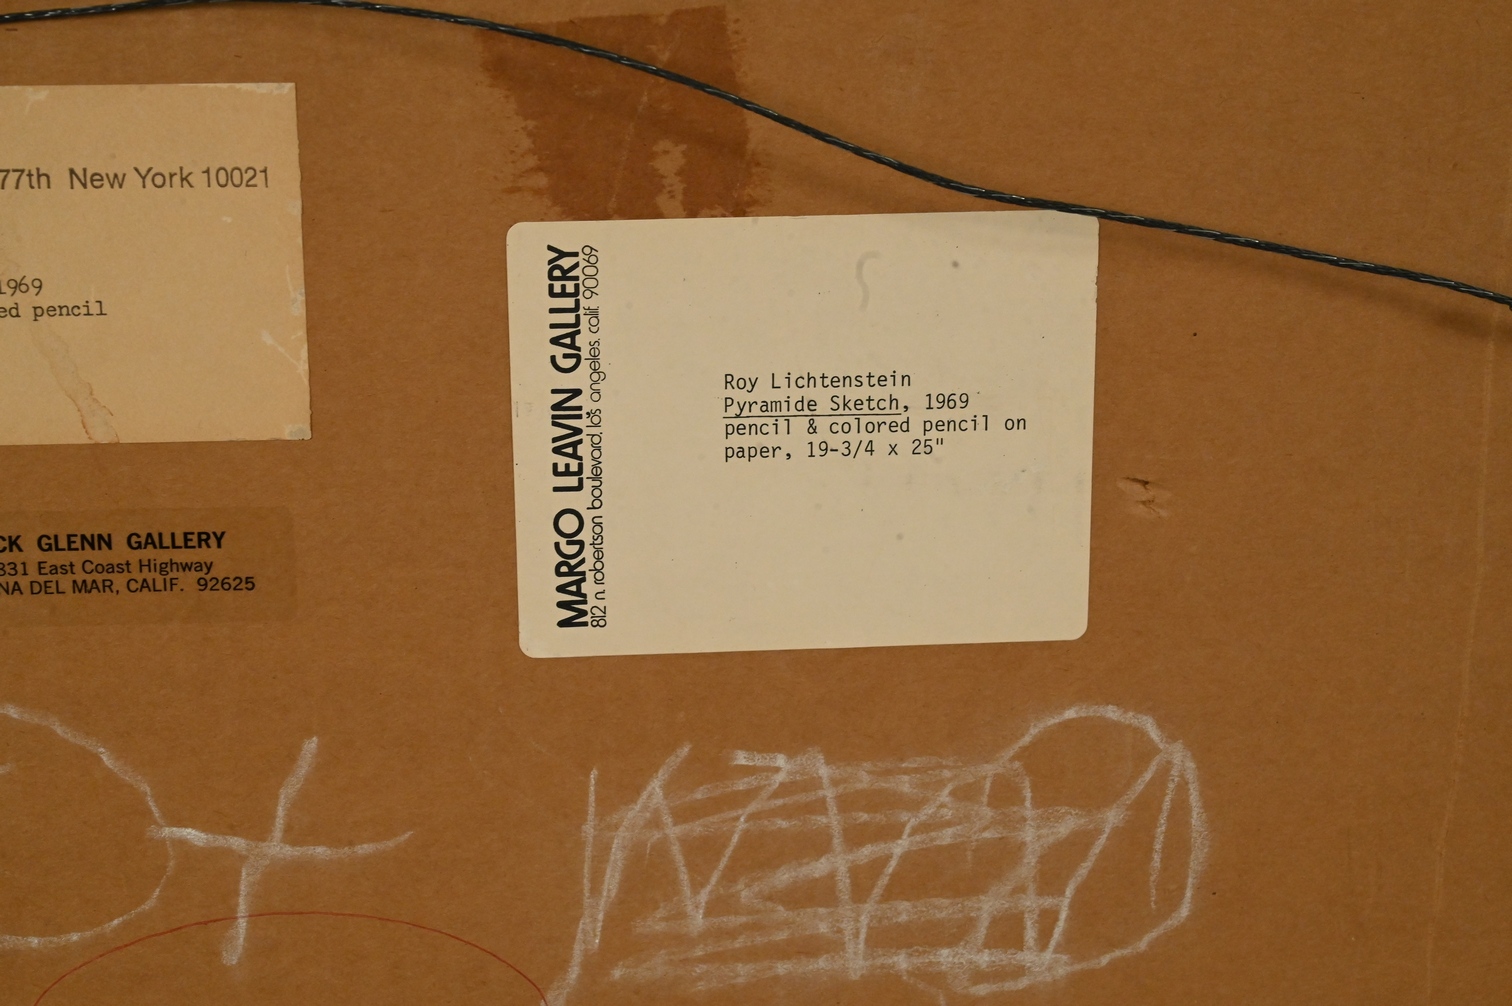 77th New York 10021
1969
ed pencil
CK GLENN GALLERY
831 East Coast Highway
NA DEL MAR, CALIF. 92625
MARGO LEAVIN GALLERY
812 n. robertson boulevard, los angeles, calif. 90069
Roy Lichtenstein
Pyramide Sketch, 1969
pencil & colored pencil on
paper, 19-3/4 x 25"